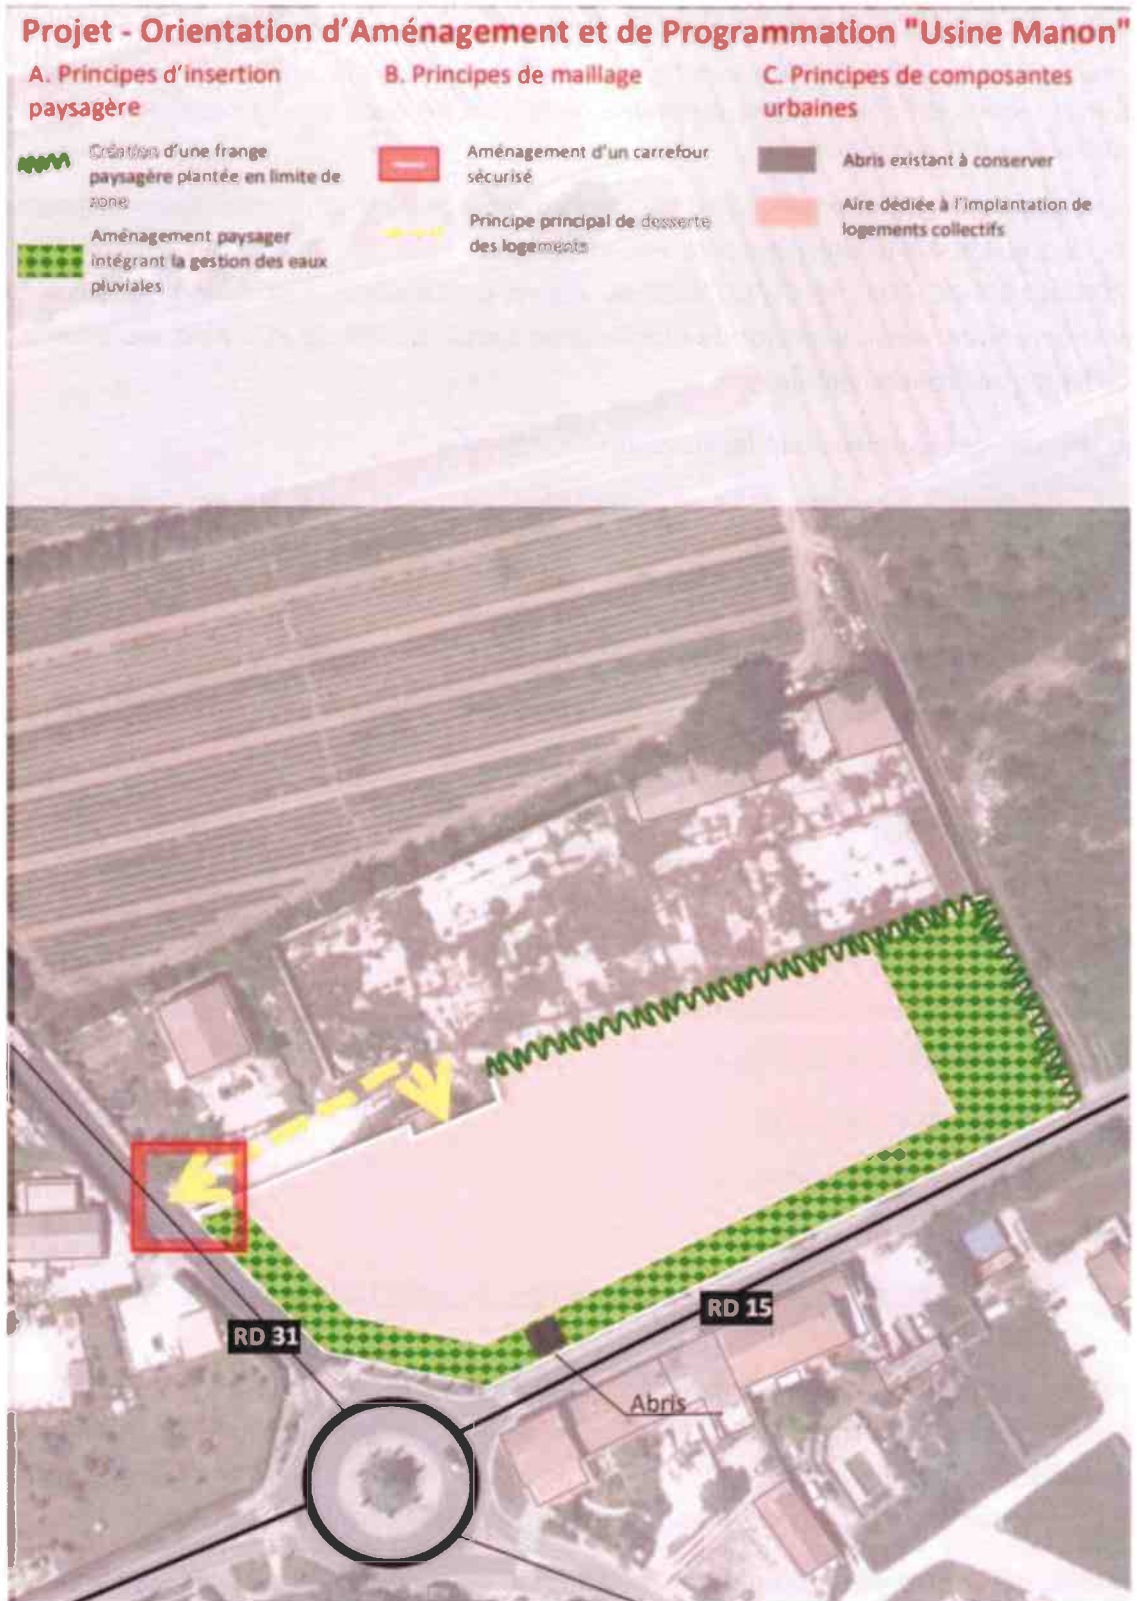 Projet - Orientation d'Aménagement et de Programmation "Usine Manon"
A. Principes d'insertion
paysagère
Création d'une frange
paysagère plantée en limite de
zone
Aménagement paysager
intégrant la gestion des eaux
pluviales
B. Principes de maillage
Aménagement d'un carrefour
sécurisé
Principe principal de desserte
des logements
C. Principes de composantes
urbaines
Abris existant à conserver
Aire dédiée à l'implantation de
logements collectifs
RD 15
RD 31
Abris